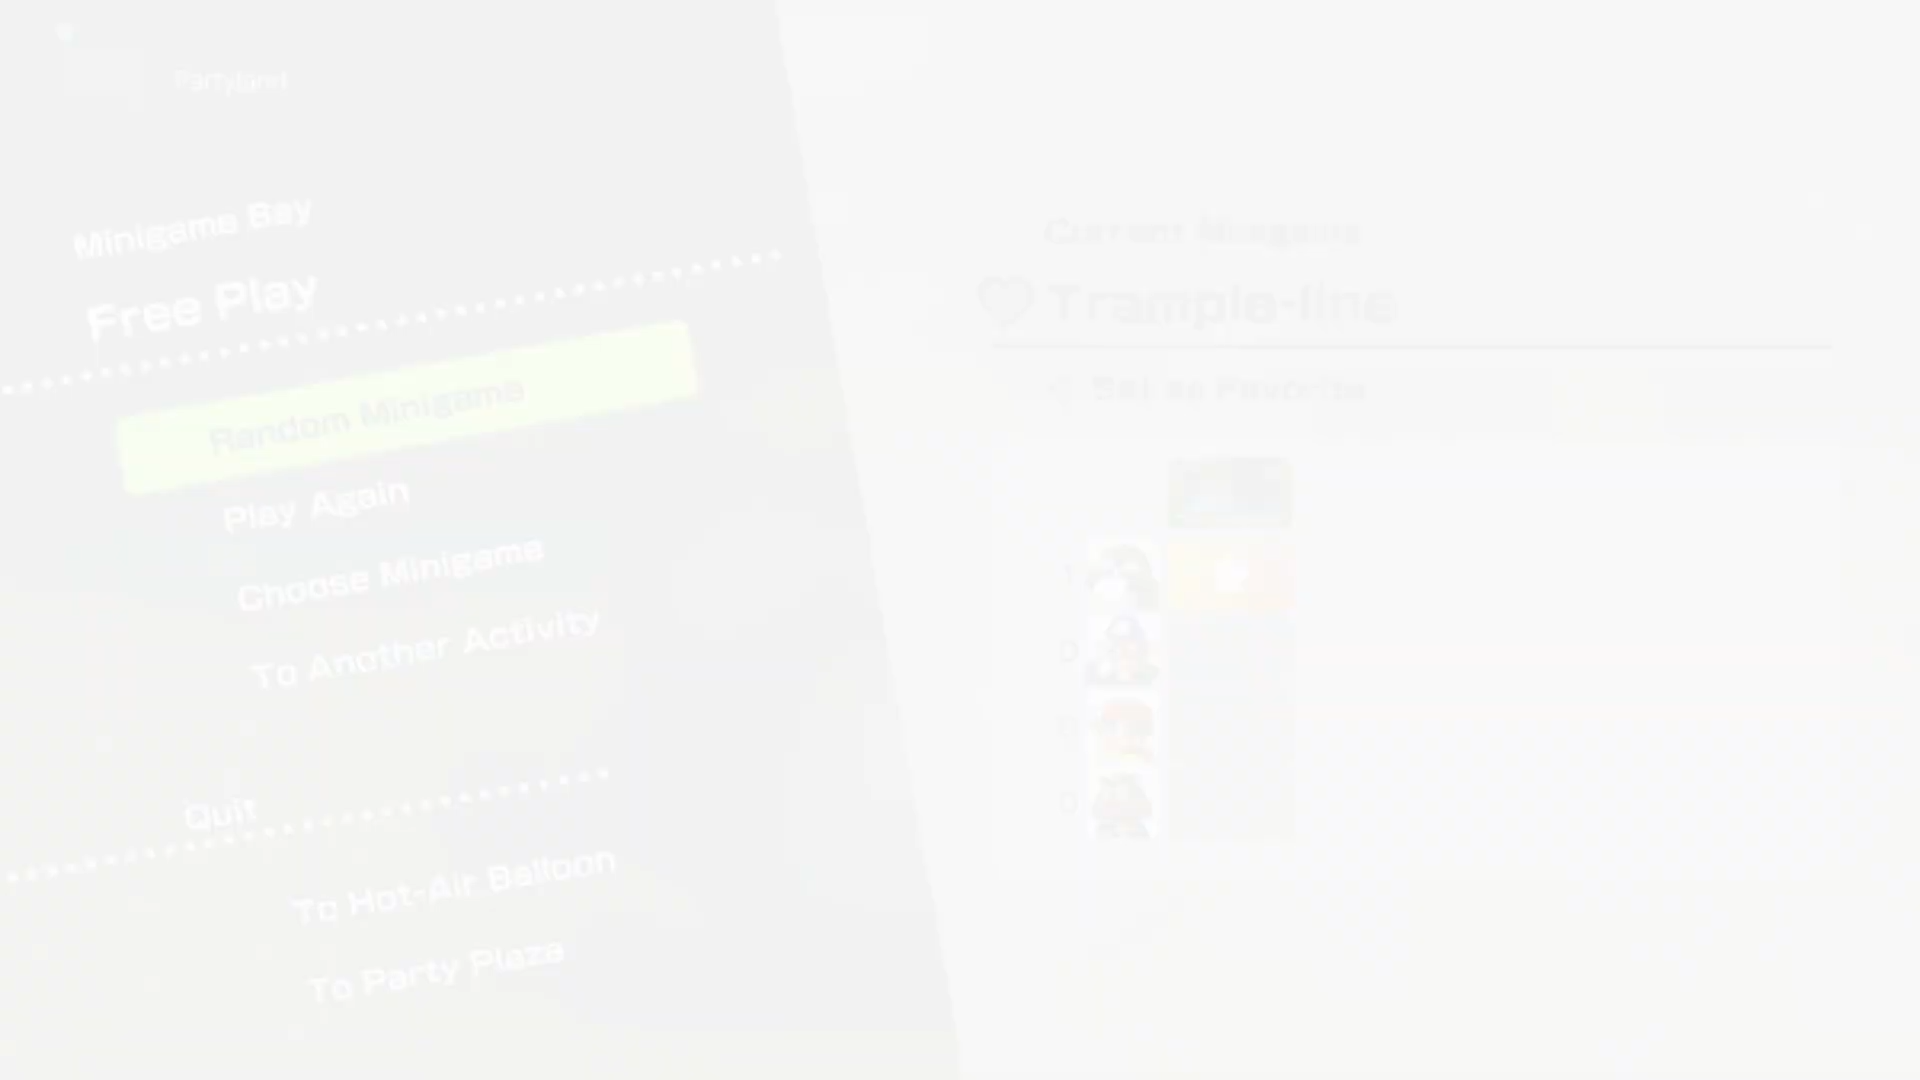 Partyland
Minigame Bay
Free Play
Random Minigame
Play Again
Choose Minigame
To Another Activity
Quit
To Hot-Air Balloon
To Party Plaza
Current Minigame
Trample-line
Set as Favorite